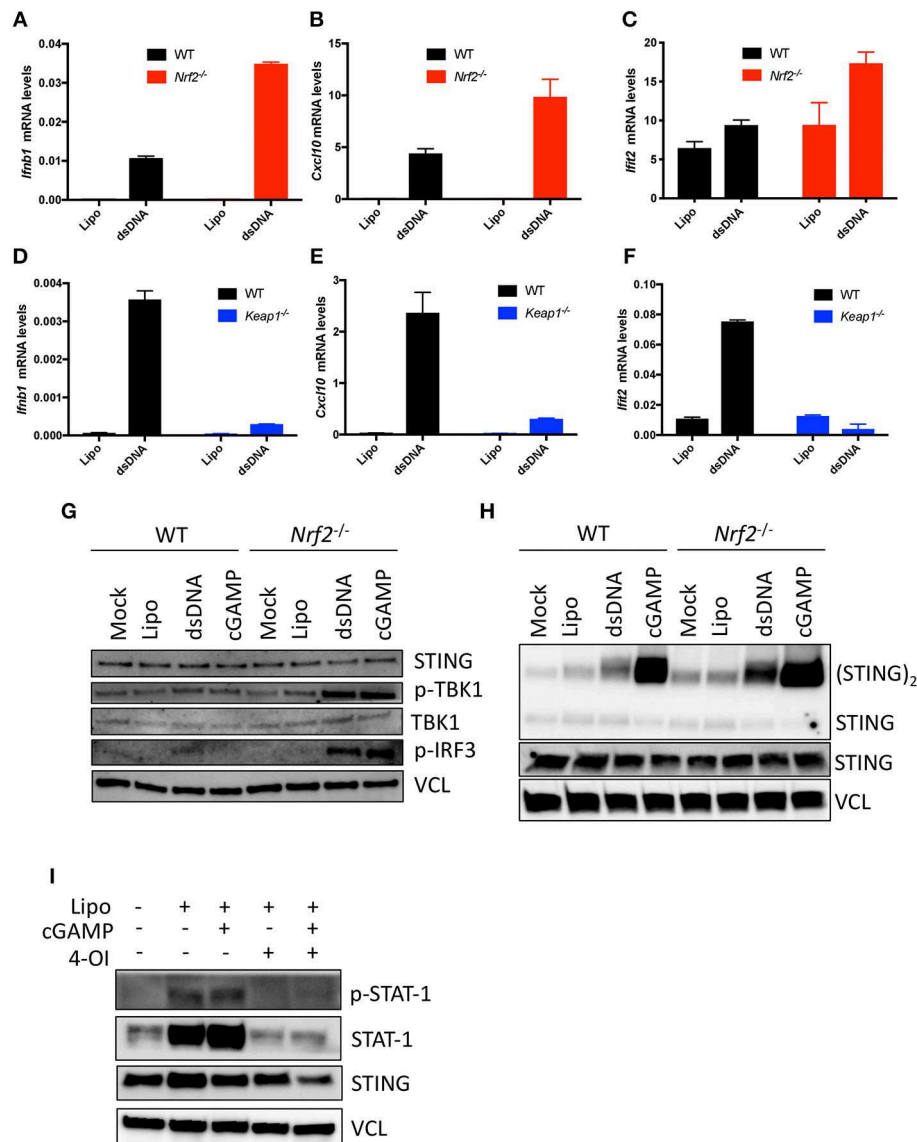 A
Ifnb1 mRNA levels
0.04
0.03
0.02
0.01
0.00
WT
Nrf2-/-
Lipo
dsDNA
Lipo
dsDNA
B
Cxcl10 mRNA levels
15
10
5
0
WT
Nrf2-/-
Lipo
dsDNA
Lipo
dsDNA
C
Ifit2 mRNA levels
20
15
10
5
0
WT
Nrf2-/-
Lipo
dsDNA
Lipo
dsDNA
D
Ifnb1 mRNA levels
0.004
0.003
0.002
0.001
0.000
WT
Keap1-/-
Lipo
dsDNA
Lipo
dsDNA
E
Cxcl10 mRNA levels
3
2
1
0
WT
Keap1-/-
Lipo
dsDNA
Lipo
dsDNA
F
Ifit2 mRNA levels
0.10
0.08
0.06
0.04
0.02
0.00
WT
Keap1-/-
Lipo
dsDNA
Lipo
dsDNA
G
WT Nrf2-/-
Mock Lipo dsDNA cGAMP Mock Lipo dsDNA cGAMP
STING
p-TBK1
TBK1
p-IRF3
VCL
H
WT Nrf2-/-
Mock Lipo dsDNA cGAMP Mock Lipo dsDNA cGAMP
(STING)2
STING
STING
VCL
I
Lipo - + + + +
cGAMP - - + - +
4-OI - - - + +
p-STAT-1
STAT-1
STING
VCL